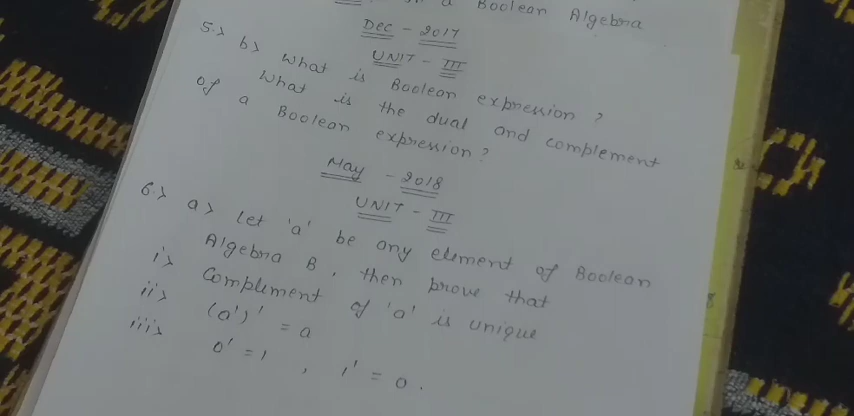 a Boolean Algebra
Dec - 2017
UNIT - III
5.> b> What is Boolean expression ?
What is the dual and complement
of a Boolean expression ?
May - 2018
UNIT - III
6.> a> Let 'a' be any element of Boolean
Algebra B, then prove that
i> Complement of 'a' is unique
ii> (a')' = a
iii> 0' = 1 , 1' = 0.